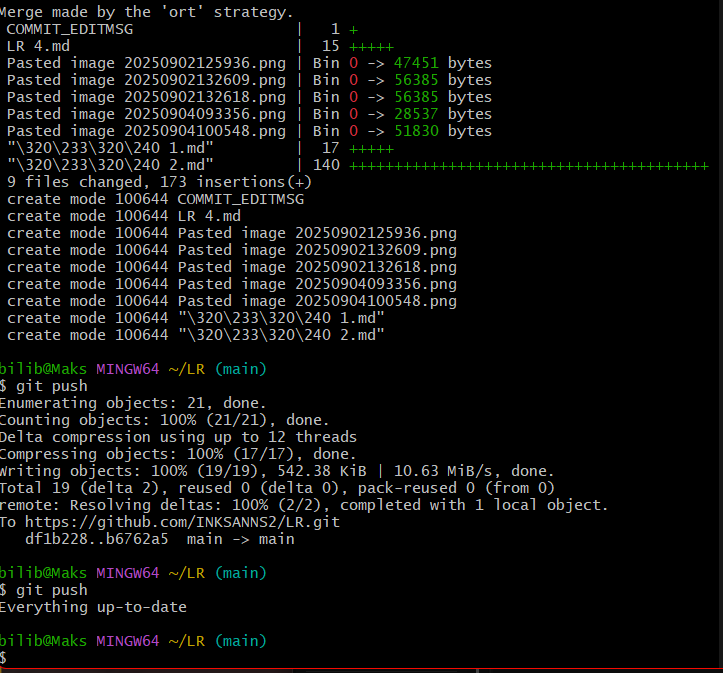 Merge made by the 'ort' strategy.
 COMMIT_EDITMSG                  |   1 +
 LR 4.md                         |  15 +++++
 Pasted image 20250902125936.png | Bin 0 -> 47451 bytes
 Pasted image 20250902132609.png | Bin 0 -> 56385 bytes
 Pasted image 20250902132618.png | Bin 0 -> 56385 bytes
 Pasted image 20250904093356.png | Bin 0 -> 28537 bytes
 Pasted image 20250904100548.png | Bin 0 -> 51830 bytes
 "\320\233\320\240 1.md"         |  17 +++++
 "\320\233\320\240 2.md"         | 140 ++++++++++++++++++++++++++++++++++++++++
 9 files changed, 173 insertions(+)
 create mode 100644 COMMIT_EDITMSG
 create mode 100644 LR 4.md
 create mode 100644 Pasted image 20250902125936.png
 create mode 100644 Pasted image 20250902132609.png
 create mode 100644 Pasted image 20250902132618.png
 create mode 100644 Pasted image 20250904093356.png
 create mode 100644 Pasted image 20250904100548.png
 create mode 100644 "\320\233\320\240 1.md"
 create mode 100644 "\320\233\320\240 2.md"
bilib@Maks MINGW64 ~/LR (main)
$ git push
Enumerating objects: 21, done.
Counting objects: 100% (21/21), done.
Delta compression using up to 12 threads
Compressing objects: 100% (17/17), done.
Writing objects: 100% (19/19), 542.38 KiB | 10.63 MiB/s, done.
Total 19 (delta 2), reused 0 (delta 0), pack-reused 0 (from 0)
remote: Resolving deltas: 100% (2/2), completed with 1 local object.
To https://github.com/INKSANNS2/LR.git
   df1b228..b6762a5  main -> main
bilib@Maks MINGW64 ~/LR (main)
$ git push
Everything up-to-date
bilib@Maks MINGW64 ~/LR (main)
$